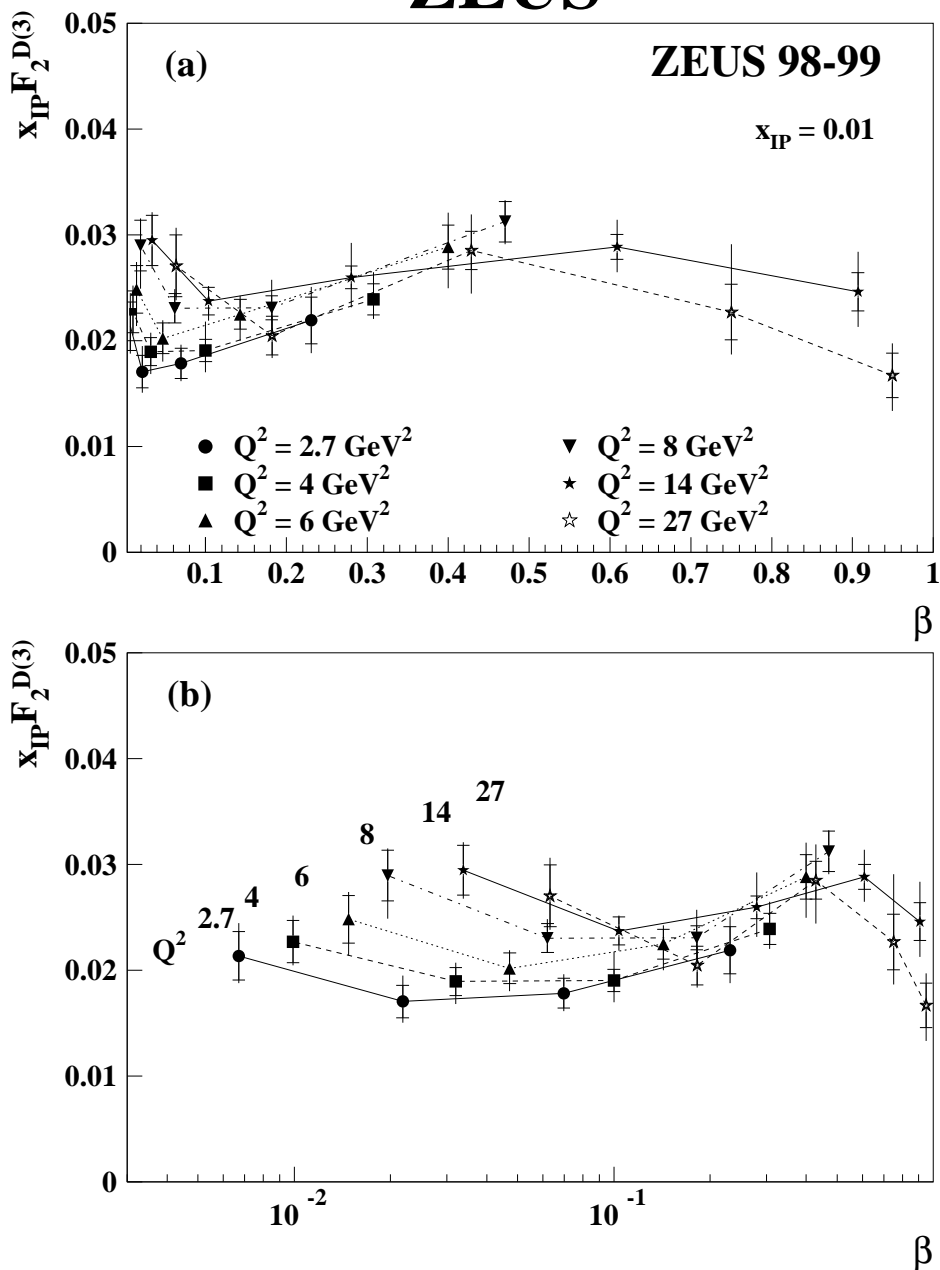 ZEUS
x_IP F_2^D(3)
0.05
(a)
ZEUS 98-99
0.04
x_IP = 0.01
0.03
0.02
0.01
Q^2 = 2.7 GeV^2
Q^2 = 8 GeV^2
Q^2 = 4 GeV^2
Q^2 = 14 GeV^2
Q^2 = 6 GeV^2
Q^2 = 27 GeV^2
0
0.1 0.2 0.3 0.4 0.5 0.6 0.7 0.8 0.9 1
β
x_IP F_2^D(3)
0.05
(b)
0.04
27
14
8
0.03
6
4
2.7
Q^2
0.02
0.01
0
10^-2 10^-1
β